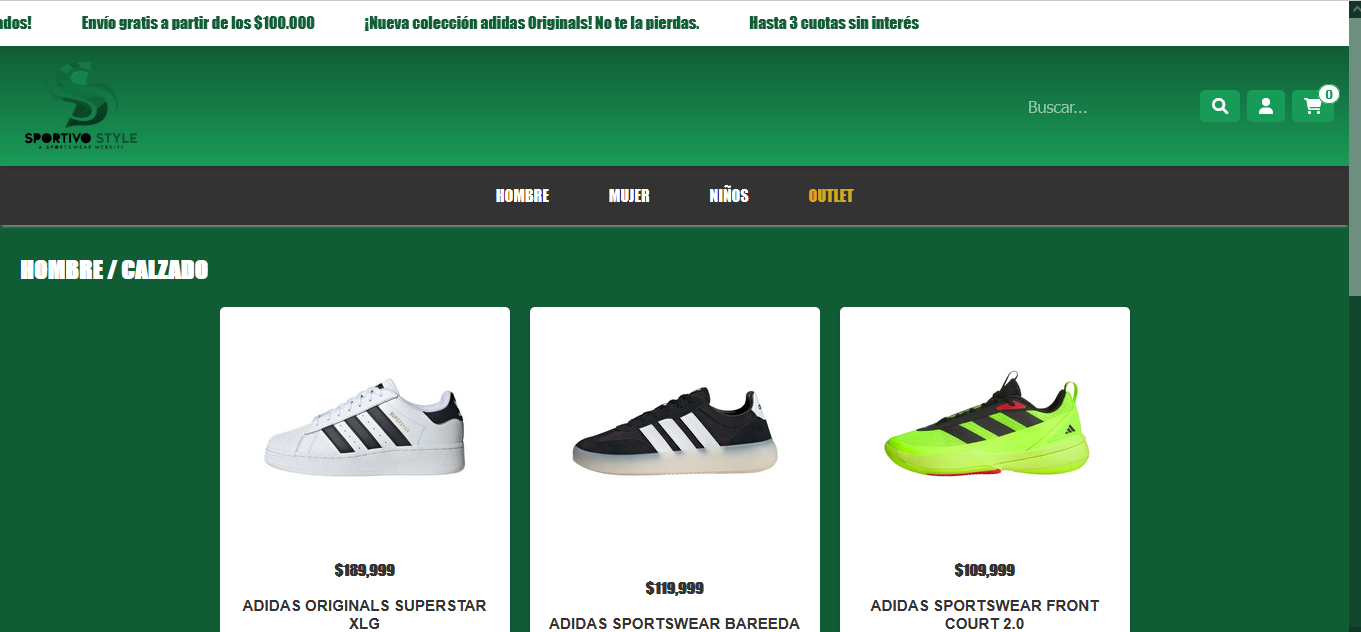 ados! Envío gratis a partir de los $100.000 ¡Nueva colección adidas Originals! No te la pierdas. Hasta 3 cuotas sin interés
SPORTIVO STYLE
A SPORTSWEAR WEBSITE
Buscar...
0
HOMBRE MUJER NIÑOS OUTLET
HOMBRE / CALZADO
$189,999
ADIDAS ORIGINALS SUPERSTAR
XLG
$119,999
ADIDAS SPORTSWEAR BAREEDA
$109,999
ADIDAS SPORTSWEAR FRONT
COURT 2.0